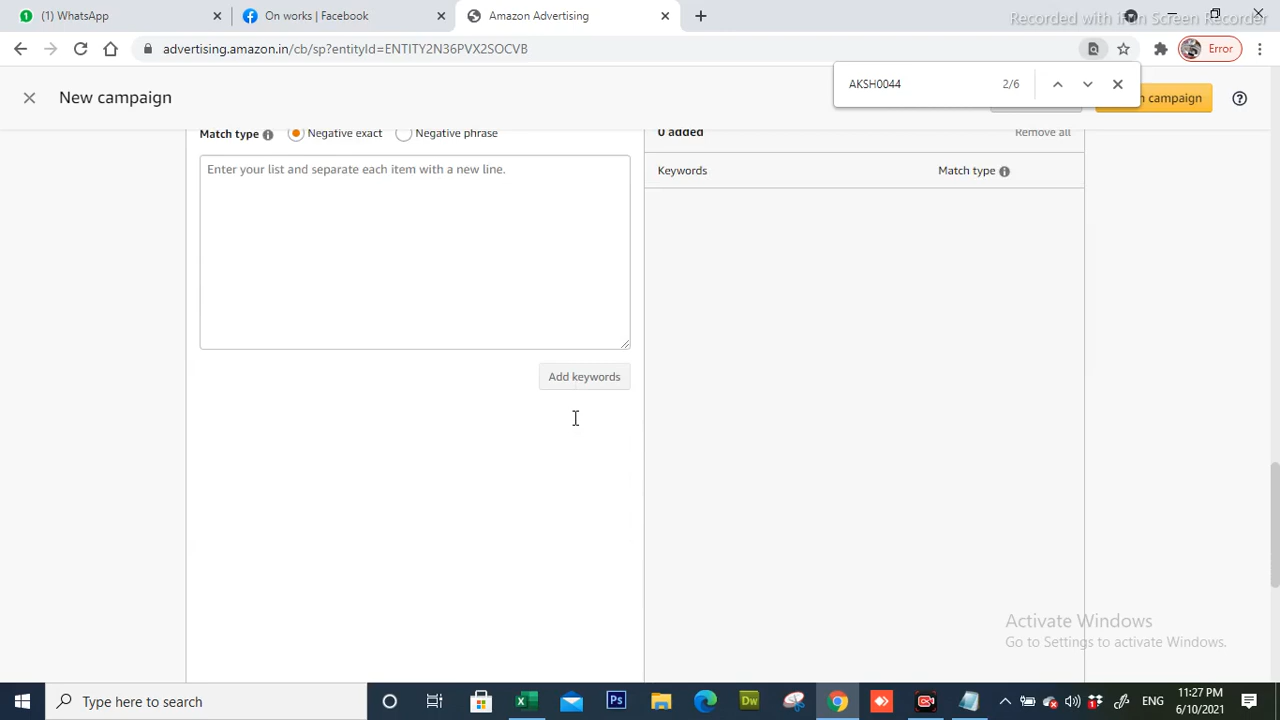 (1) WhatsApp
On works | Facebook
Amazon Advertising
Recorded with iFun Screen Recorder
advertising.amazon.in/cb/sp?entityId=ENTITY2N36PVX2SOCVB
Error
New campaign
AKSH0044
2/6
campaign
Match type
Negative exact
Negative phrase
0 added
Remove all
Enter your list and separate each item with a new line.
Keywords
Match type
Add keywords
Activate Windows
Go to Settings to activate Windows.
Type here to search
Ps
Dw
ENG
11:27 PM
6/10/2021